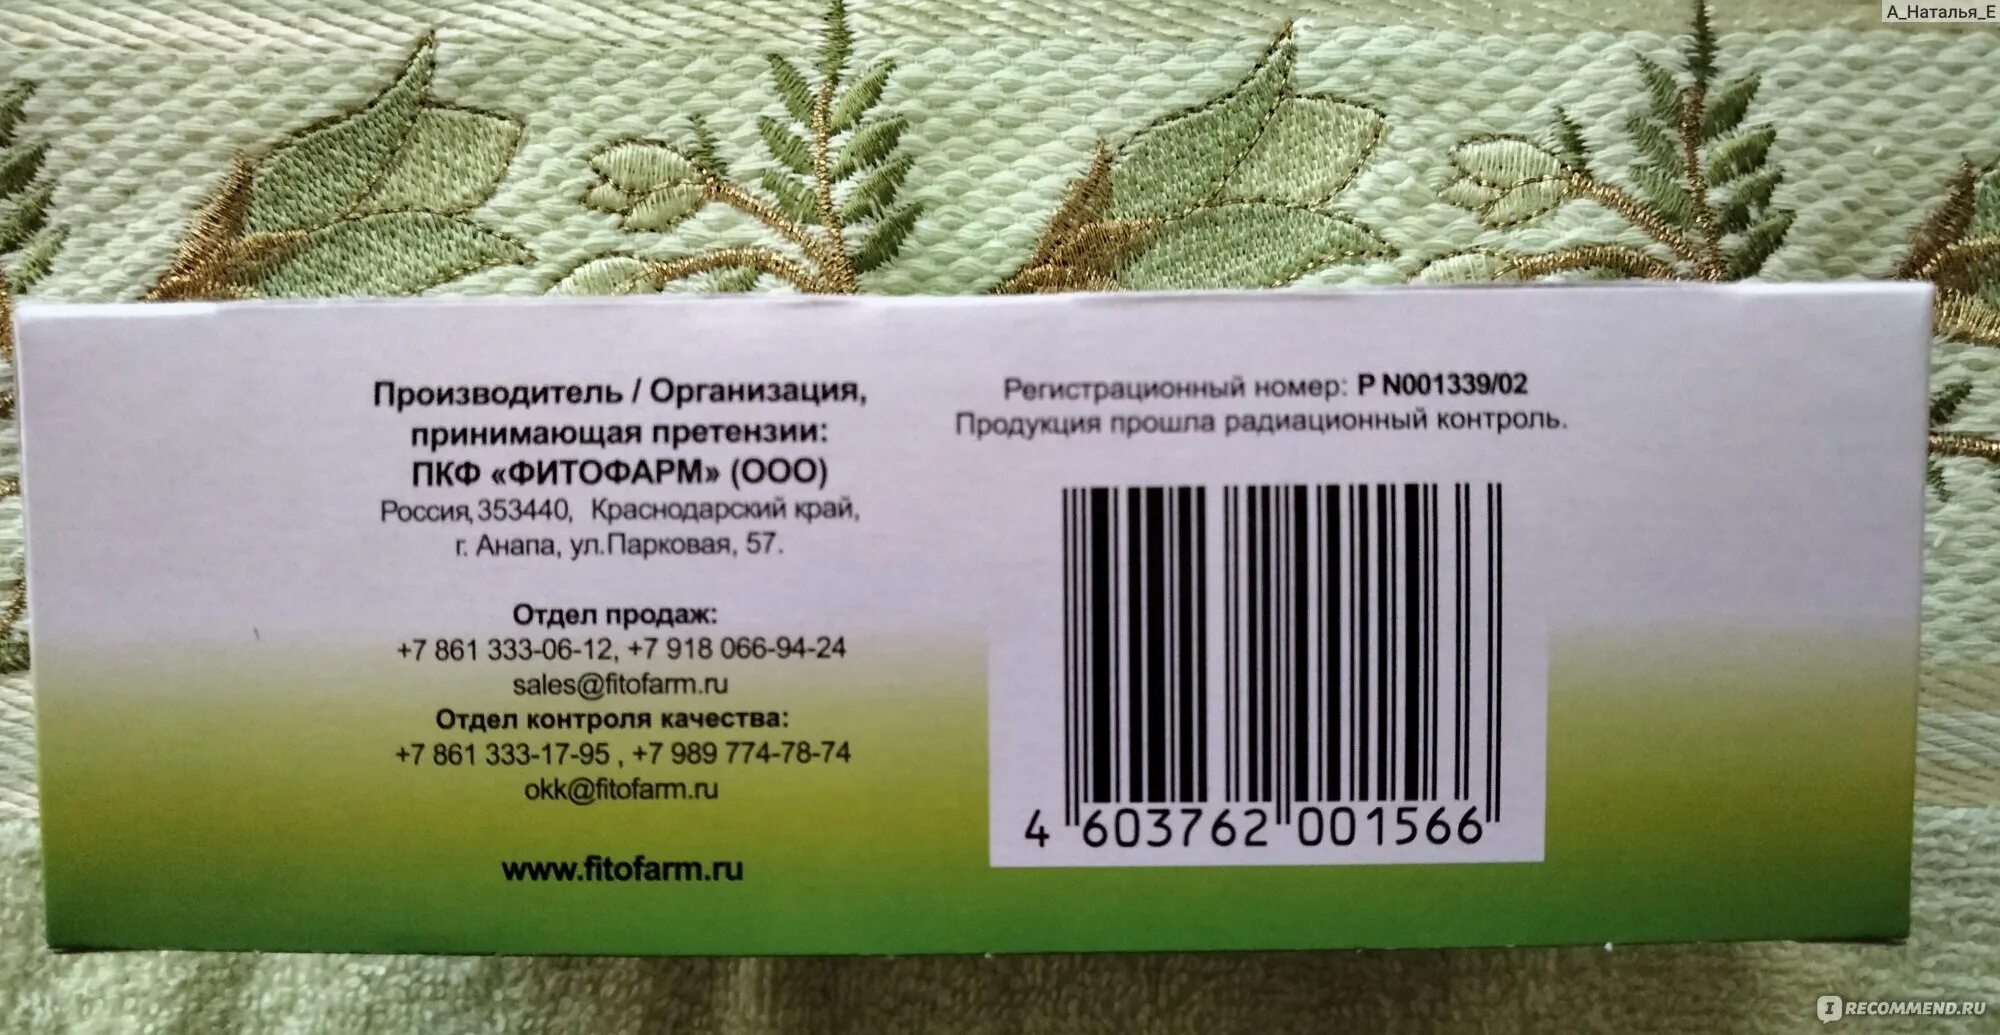 А_Наталья_Е
Производитель / Организация,
принимающая претензии:
ПКФ «ФИТОФАРМ» (ООО)
Россия, 353440, Краснодарский край,
г. Анапа, ул.Парковая, 57.
Отдел продаж:
+7 861 333-06-12, +7 918 066-94-24
sales@fitofarm.ru
Отдел контроля качества:
+7 861 333-17-95 , +7 989 774-78-74
okk@fitofarm.ru
www.fitofarm.ru
Регистрационный номер: Р N001339/02
Продукция прошла радиационный контроль.
4 603762 001566
I RECOMMEND.RU